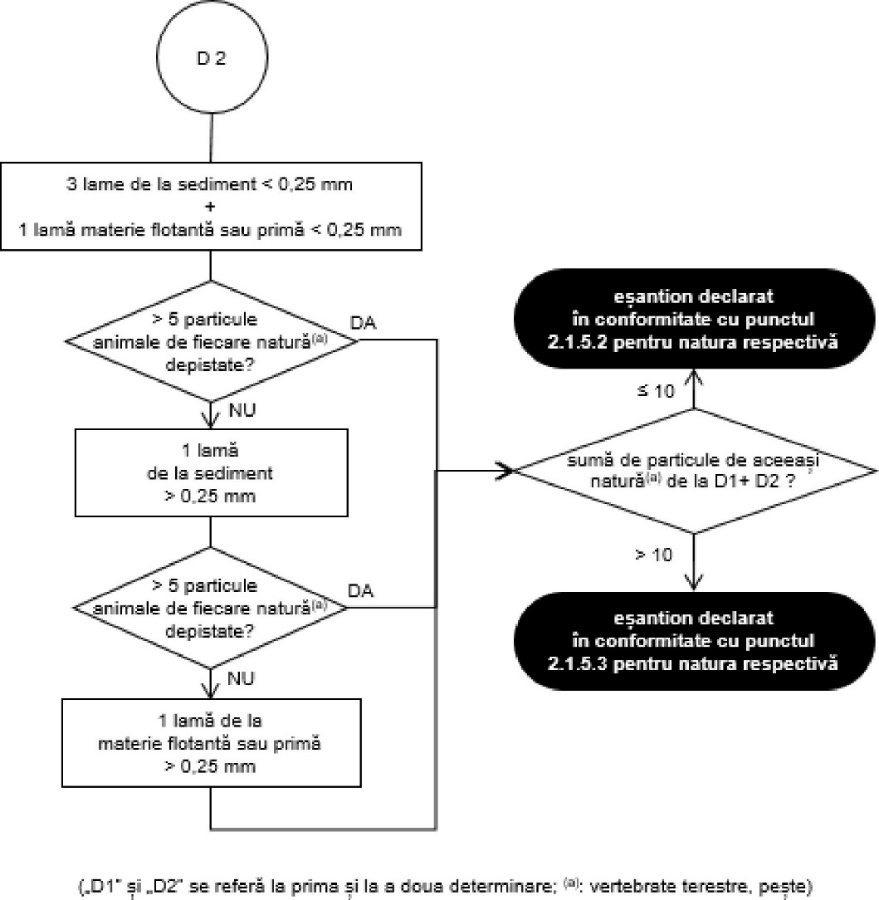 D 2
3 lame de la sediment < 0,25 mm
+
1 lamă materie flotantă sau primă < 0,25 mm
> 5 particule
animale de fiecare natură(a)
depistate?
DA
NU
1 lamă
de la sediment
> 0,25 mm
> 5 particule
animale de fiecare natură(a)
depistate?
DA
NU
1 lamă de la
materie flotantă sau primă
> 0,25 mm
eșantion declarat
în conformitate cu punctul
2.1.5.2 pentru natura respectivă
≤ 10
sumă de particule de aceeași
natură(a) de la D1+ D2 ?
> 10
eșantion declarat
în conformitate cu punctul
2.1.5.3 pentru natura respectivă
(„D1” și „D2” se referă la prima și la a doua determinare; (a): vertebrate terestre, pește)